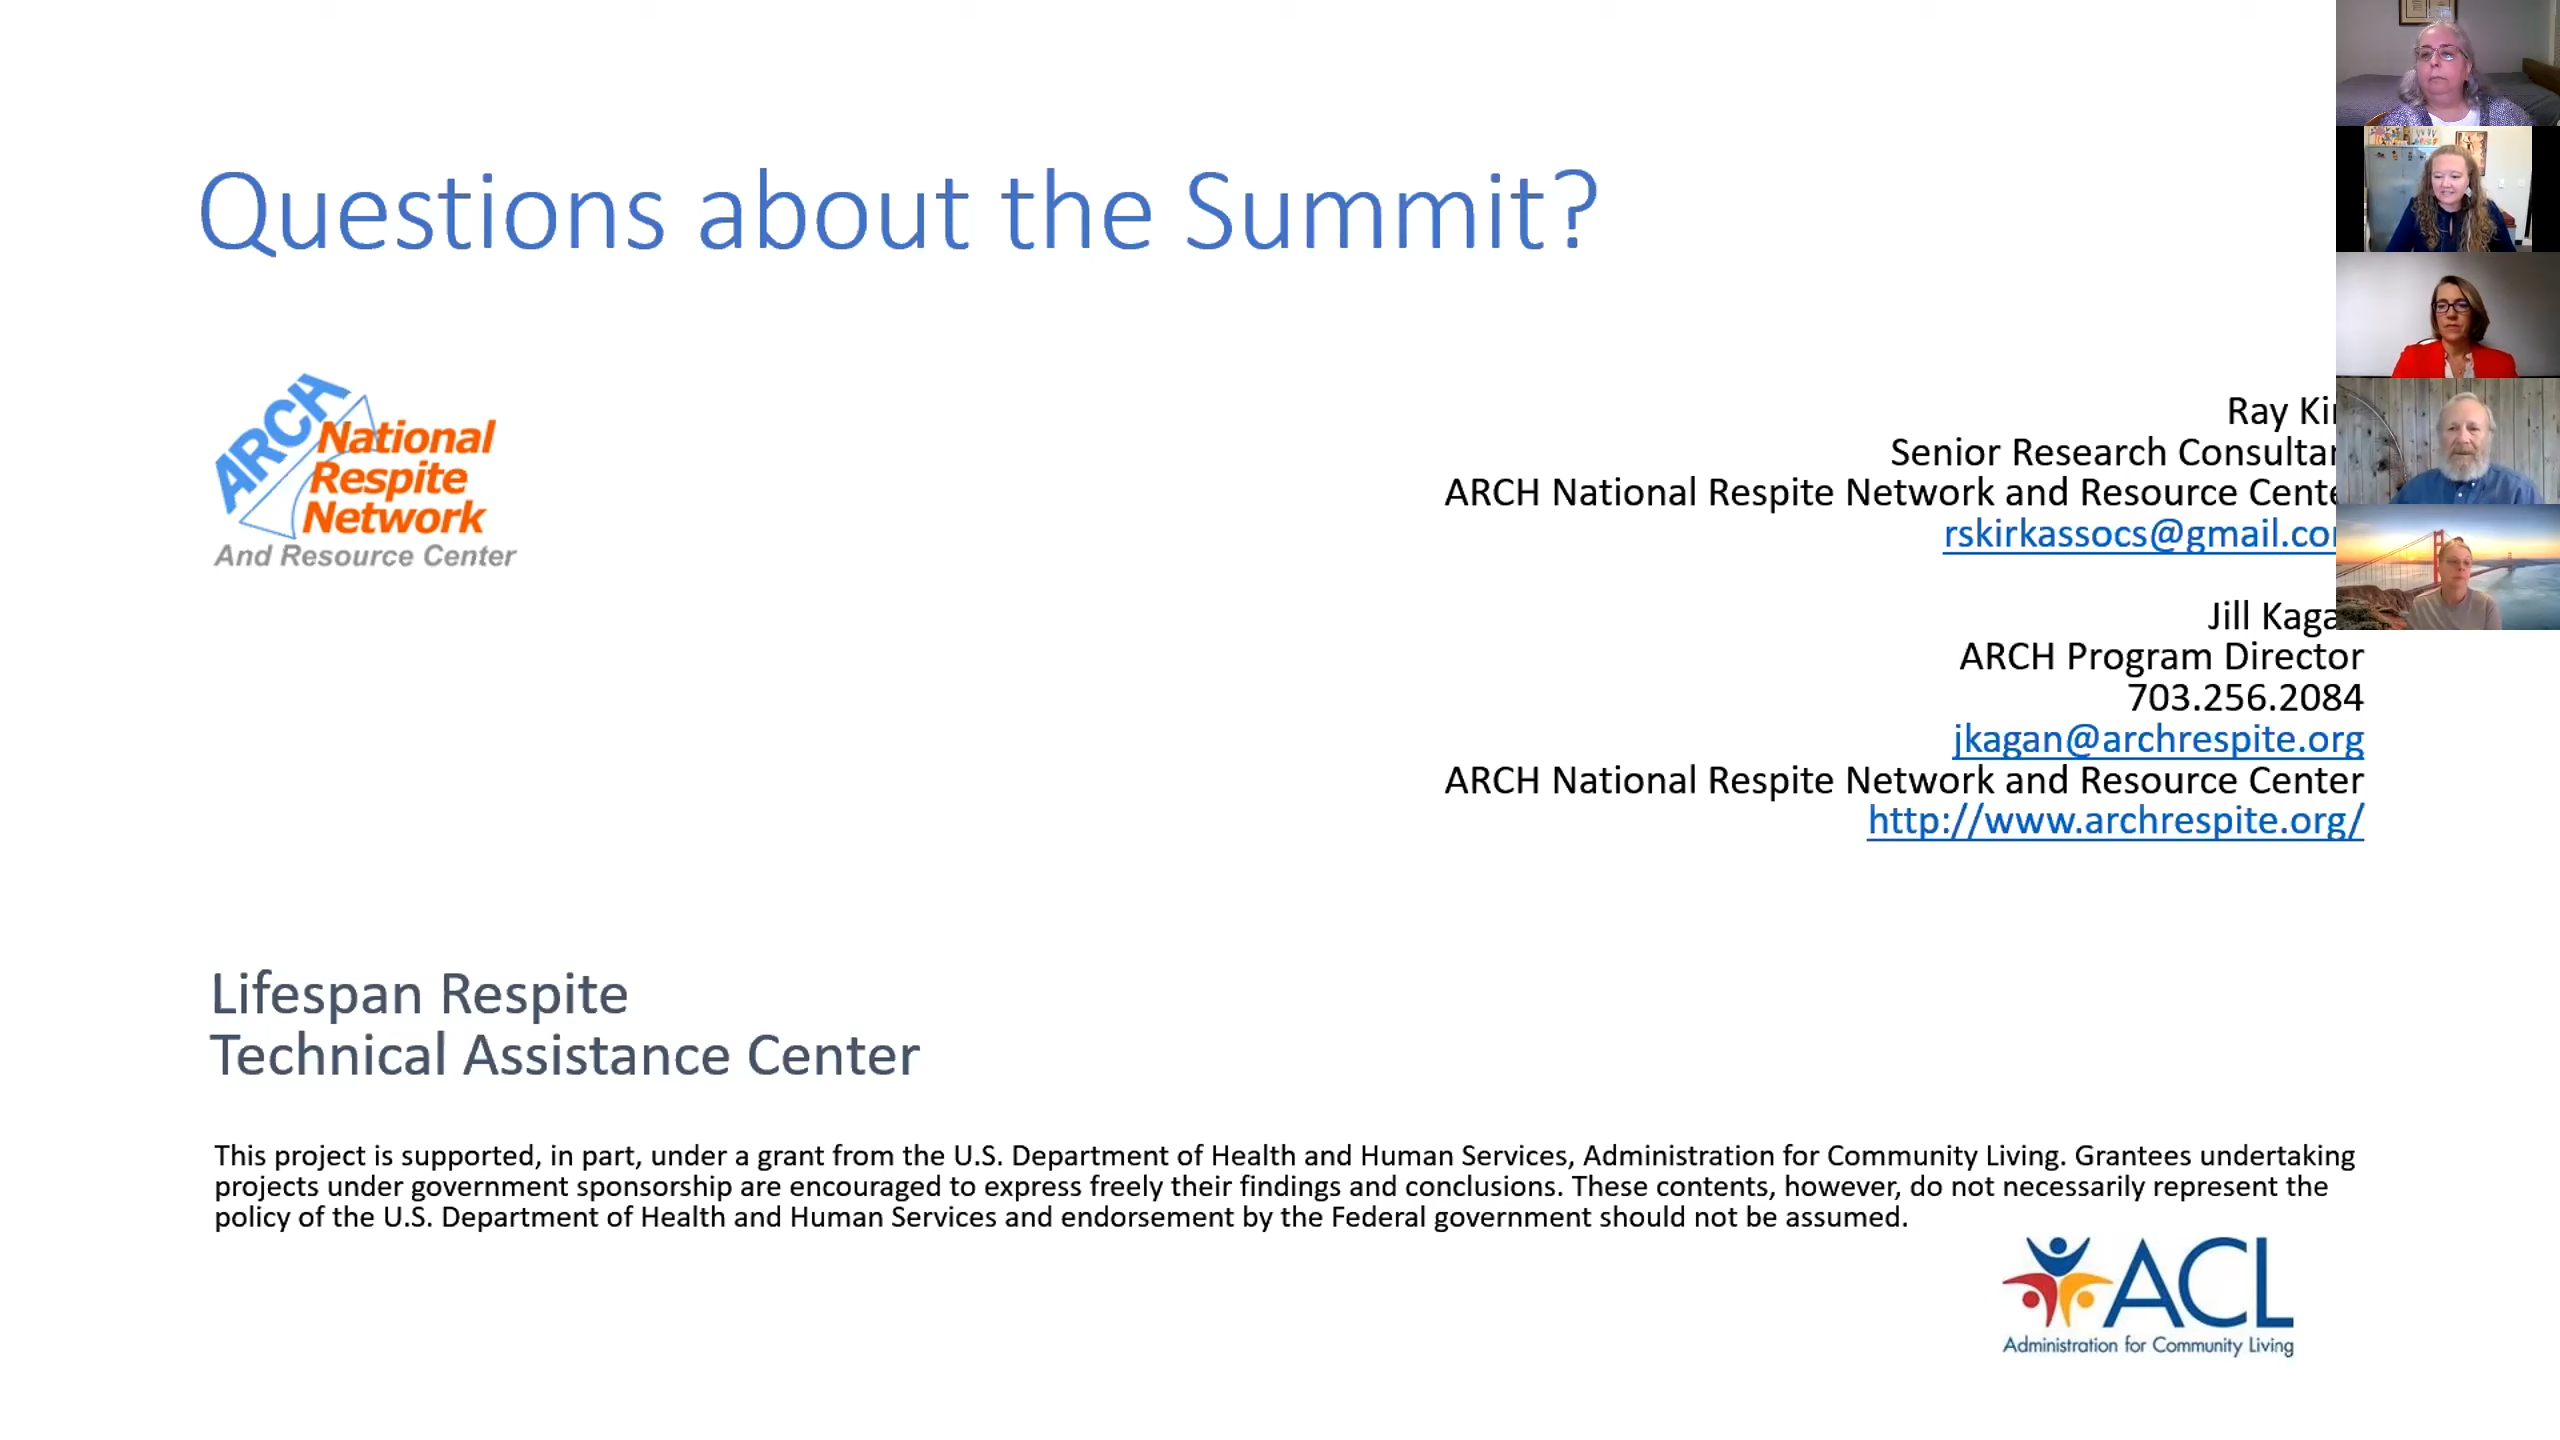 Questions about the Summit?
ARCH
National
Respite
Network
And Resource Center
Ray
Senior Research
ARCH National Respite Network and Resource

Jill
ARCH Program Director
703.256.2084
jkagan@archrespite.org
ARCH National Respite Network and Resource Center
http://www.archrespite.org/
Lifespan Respite
Technical Assistance Center
This project is supported, in part, under a grant from the U.S. Department of Health and Human Services, Administration for Community Living. Grantees undertaking
projects under government sponsorship are encouraged to express freely their findings and conclusions. These contents, however, do not necessarily represent the
policy of the U.S. Department of Health and Human Services and endorsement by the Federal government should not be assumed.
ACL
Administration for Community Living